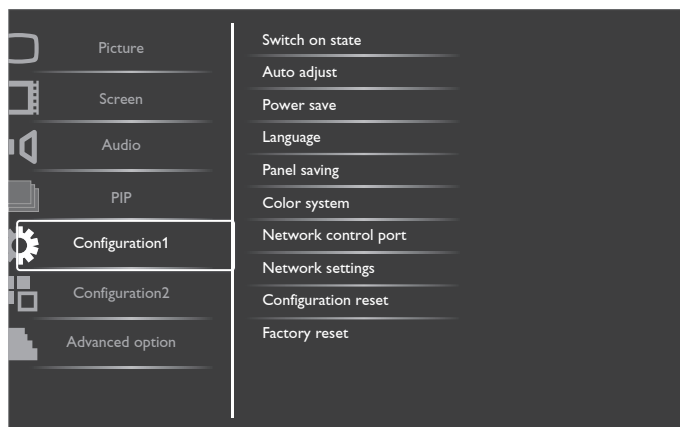 Picture
Screen
Audio
PIP
Configuration1
Configuration2
Advanced option
Switch on state
Auto adjust
Power save
Language
Panel saving
Color system
Network control port
Network settings
Configuration reset
Factory reset